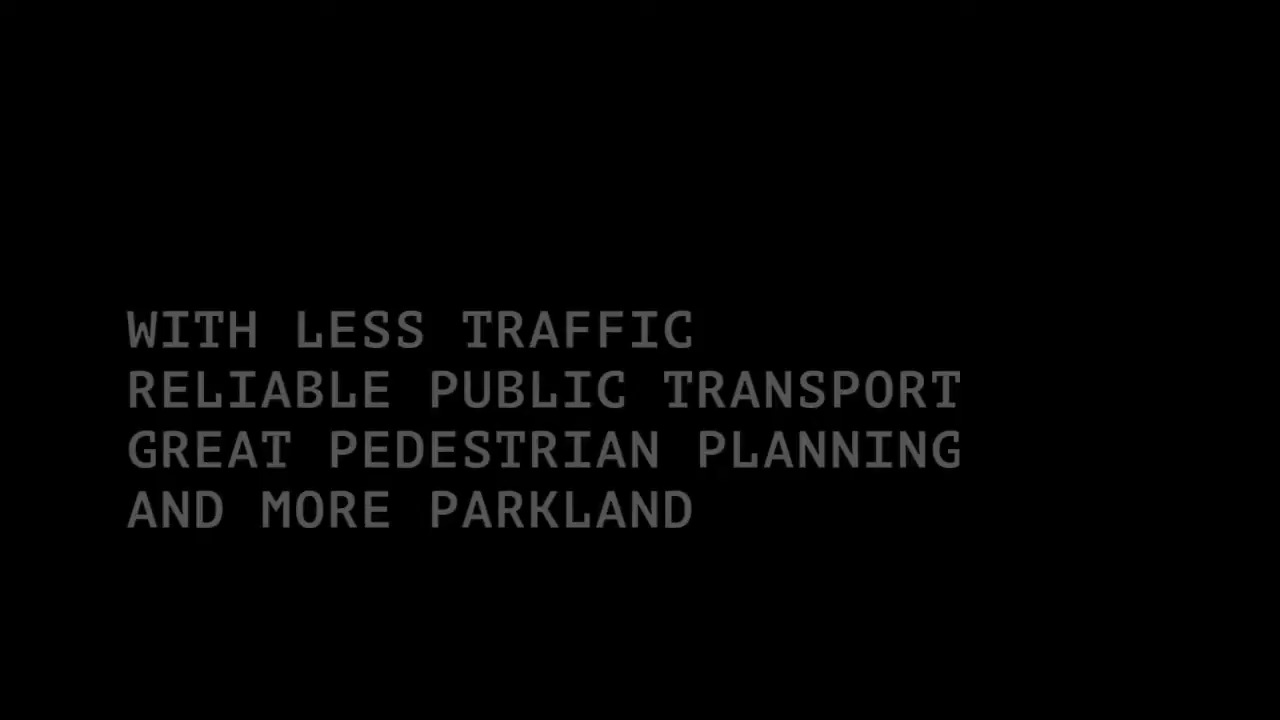 WITH LESS TRAFFIC
RELIABLE PUBLIC TRANSPORT
GREAT PEDESTRIAN PLANNING
AND MORE PARKLAND